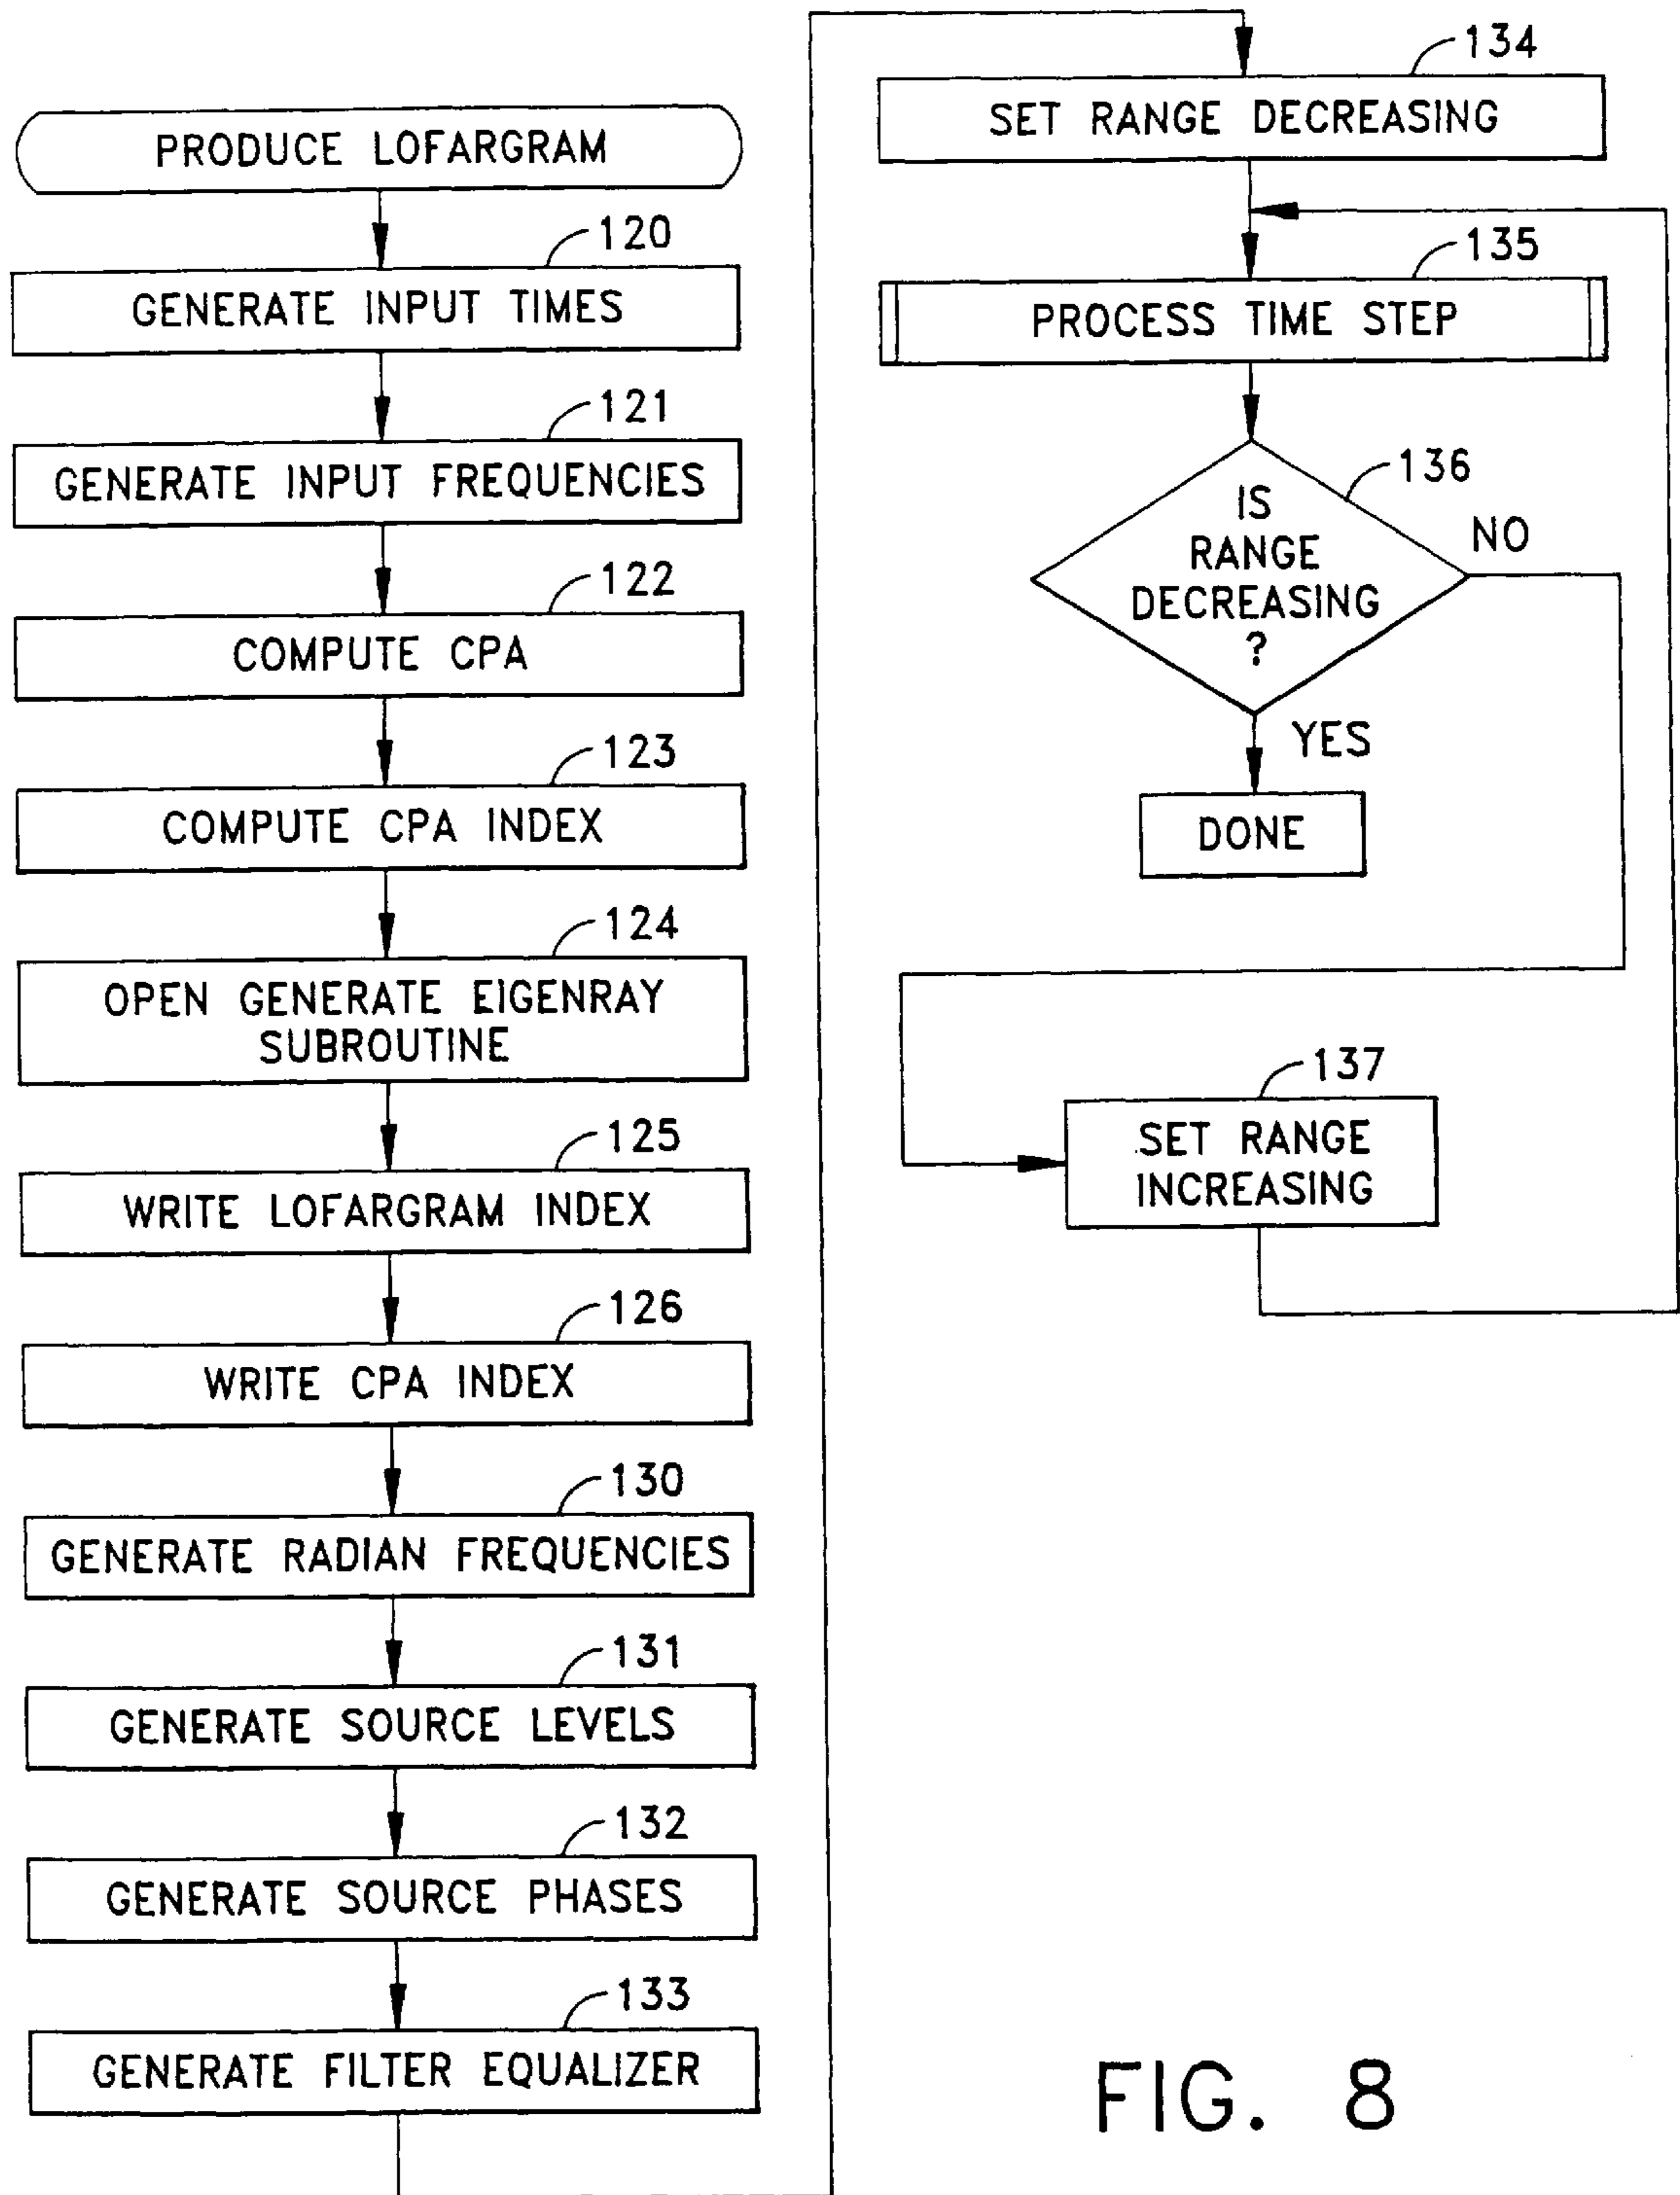 PRODUCE LOFARGRAM
120
GENERATE INPUT TIMES
121
GENERATE INPUT FREQUENCIES
122
COMPUTE CPA
123
COMPUTE CPA INDEX
124
OPEN GENERATE EIGENRAY
SUBROUTINE
125
WRITE LOFARGRAM INDEX
126
WRITE CPA INDEX
130
GENERATE RADIAN FREQUENCIES
131
GENERATE SOURCE LEVELS
132
GENERATE SOURCE PHASES
133
GENERATE FILTER EQUALIZER
134
SET RANGE DECREASING
135
PROCESS TIME STEP
136
IS
RANGE
DECREASING
?
NO
YES
DONE
137
SET RANGE
INCREASING
FIG. 8